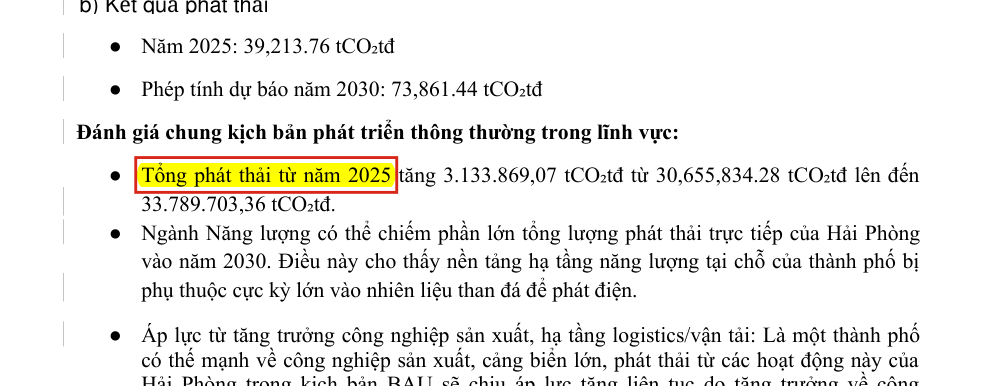 b) Kết quả phát thải
● Năm 2025: 39,213.76 tCO₂tđ
● Phép tính dự báo năm 2030: 73,861.44 tCO₂tđ
Đánh giá chung kịch bản phát triển thông thường trong lĩnh vực:
● Tổng phát thải từ năm 2025 tăng 3.133.869,07 tCO₂tđ từ 30,655,834.28 tCO₂tđ lên đến
33.789.703,36 tCO₂tđ.
● Ngành Năng lượng có thể chiếm phần lớn tổng lượng phát thải trực tiếp của Hải Phòng
vào năm 2030. Điều này cho thấy nền tảng hạ tầng năng lượng tại chỗ của thành phố bị
phụ thuộc cực kỳ lớn vào nhiên liệu than đá để phát điện.
● Áp lực từ tăng trưởng công nghiệp sản xuất, hạ tầng logistics/vận tải: Là một thành phố
có thế mạnh về công nghiệp sản xuất, cảng biển lớn, phát thải từ các hoạt động này của
Hải Phòng trong kịch bản BAU sẽ chịu áp lực tăng liên tục do tăng trưởng về công